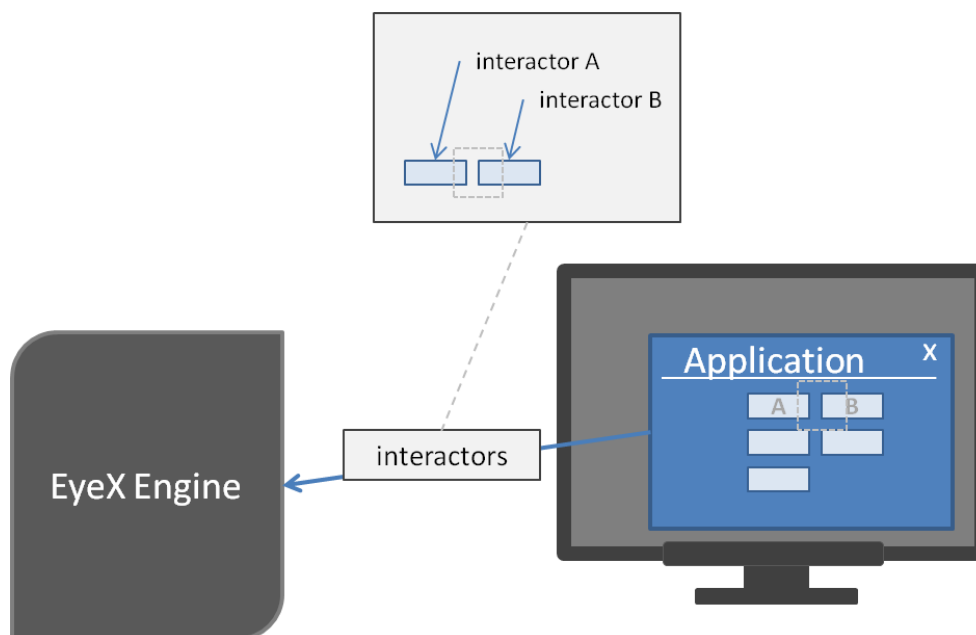 interactor A
interactor B
Application
X
A
B
interactors
EyeX Engine